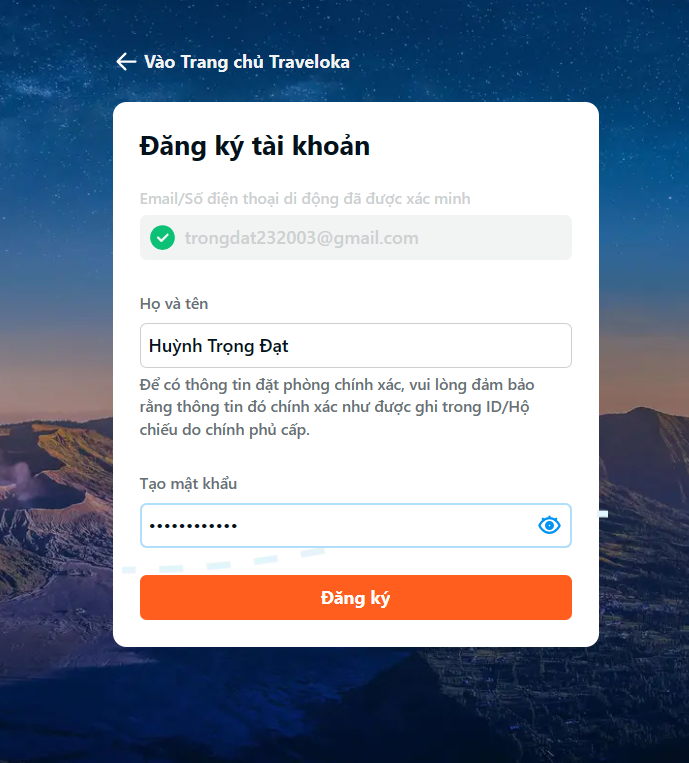 Vào Trang chủ Traveloka
Đăng ký tài khoản
Email/Số điện thoại di động đã được xác minh
trongdat232003@gmail.com
Họ và tên
Huỳnh Trọng Đạt
Để có thông tin đặt phòng chính xác, vui lòng đảm bảo
rằng thông tin đó chính xác như được ghi trong ID/Hộ
chiếu do chính phủ cấp.
Tạo mật khẩu
••••••••••••
Đăng ký